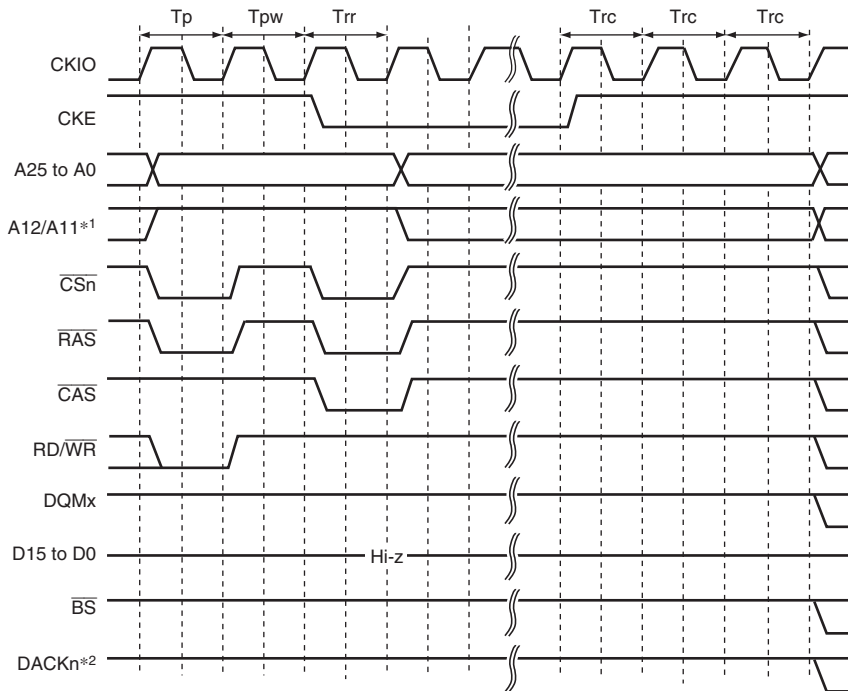 Tp Tpw Trr Trc Trc Trc
CKIO
CKE
A25 to A0
A12/A11*1
CSn
RAS
CAS
RD/WR
DQMx
D15 to D0
Hi-z
BS
DACKn*2